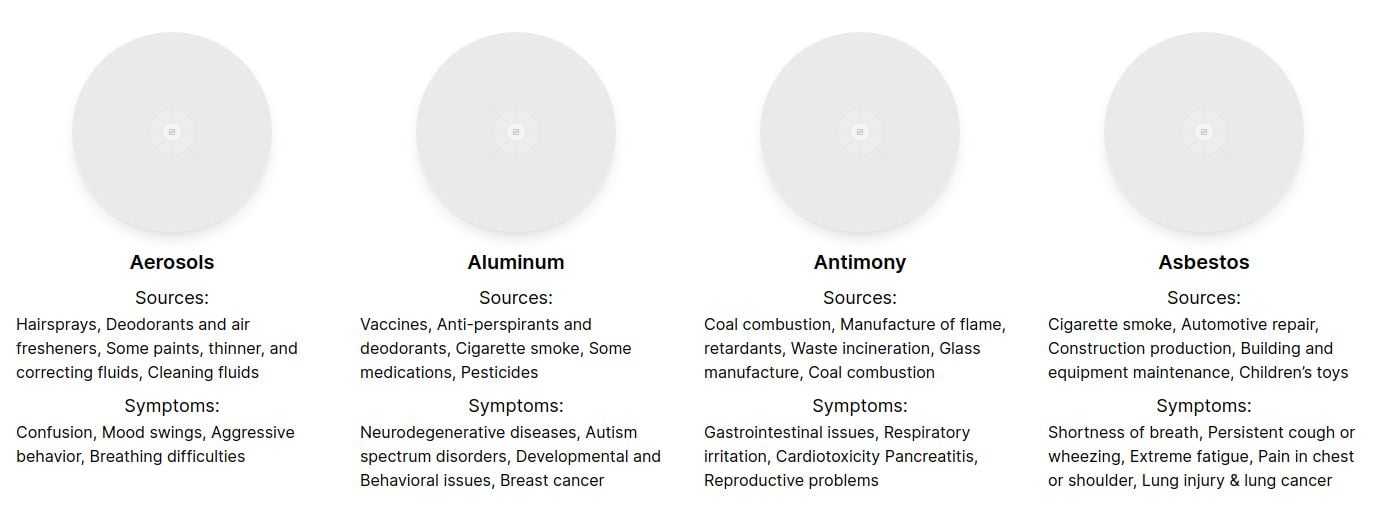 Aerosols
Sources:
Hairsprays, Deodorants and air
fresheners, Some paints, thinner, and
correcting fluids, Cleaning fluids
Symptoms:
Confusion, Mood swings, Aggressive
behavior, Breathing difficulties
Aluminum
Sources:
Vaccines, Anti-perspirants and
deodorants, Cigarette smoke, Some
medications, Pesticides
Symptoms:
Neurodegenerative diseases, Autism
spectrum disorders, Developmental and
Behavioral issues, Breast cancer
Antimony
Sources:
Coal combustion, Manufacture of flame,
retardants, Waste incineration, Glass
manufacture, Coal combustion
Symptoms:
Gastrointestinal issues, Respiratory
irritation, Cardiotoxicity Pancreatitis,
Reproductive problems
Asbestos
Sources:
Cigarette smoke, Automotive repair,
Construction production, Building and
equipment maintenance, Children’s toys
Symptoms:
Shortness of breath, Persistent cough or
wheezing, Extreme fatigue, Pain in chest
or shoulder, Lung injury & lung cancer